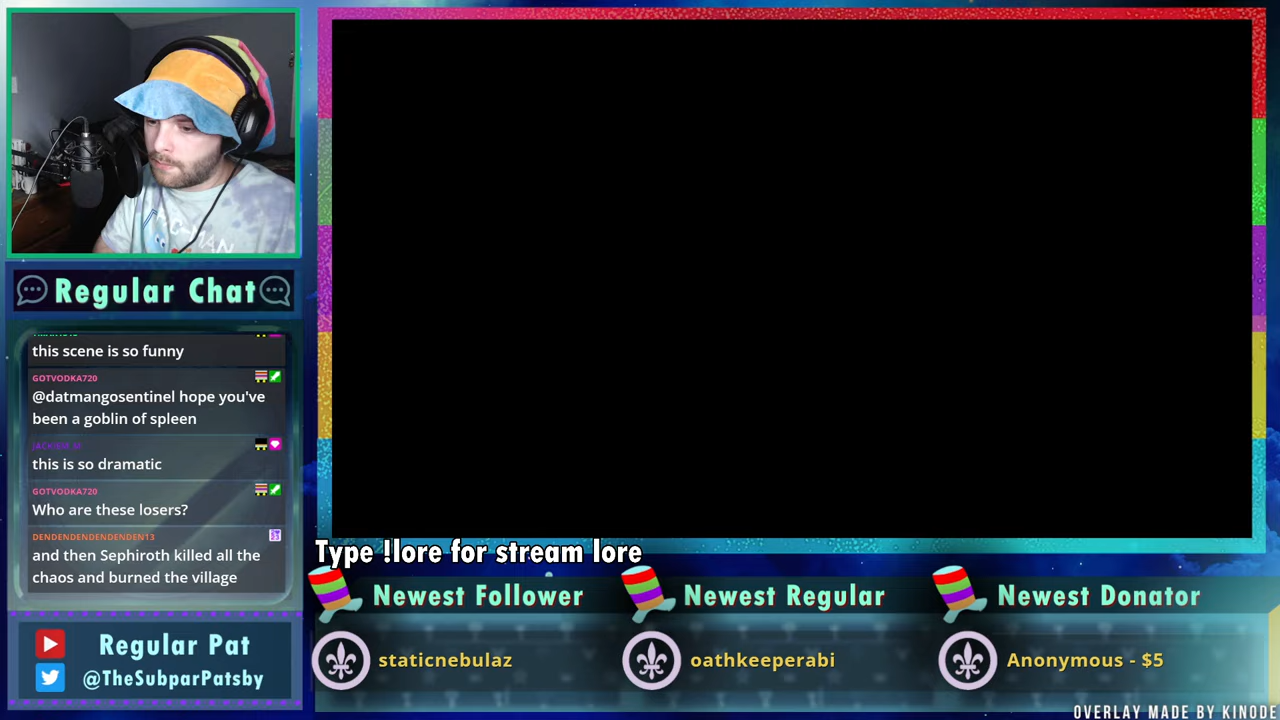 Regular Chat
this scene is so funny
GOTVODKA720
@datmangosentinel hope you've
been a goblin of spleen
this is so dramatic
GOTVODKA720
Who are these losers?
DENDENDENDENDENDEN13
and then Sephiroth killed all the
chaos and burned the village
Regular Pat
@TheSubparPatsby
Type !lore for stream lore
Newest Follower
staticnebulaz
Newest Regular
oathkeeperabi
Newest Donator
Anonymous - $5
OVERLAY MADE BY KINODE